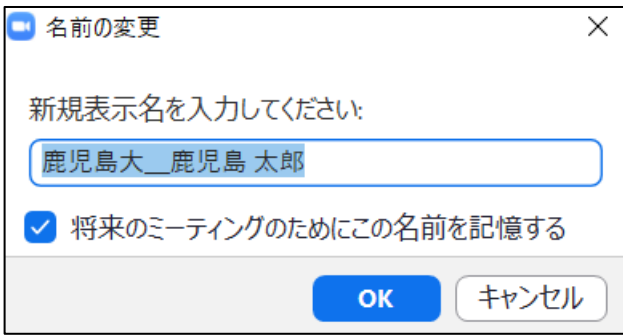 名前の変更
新規表示名を入力してください:
鹿児島大__鹿児島 太郎
将来のミーティングのためにこの名前を記憶する
OK キャンセル